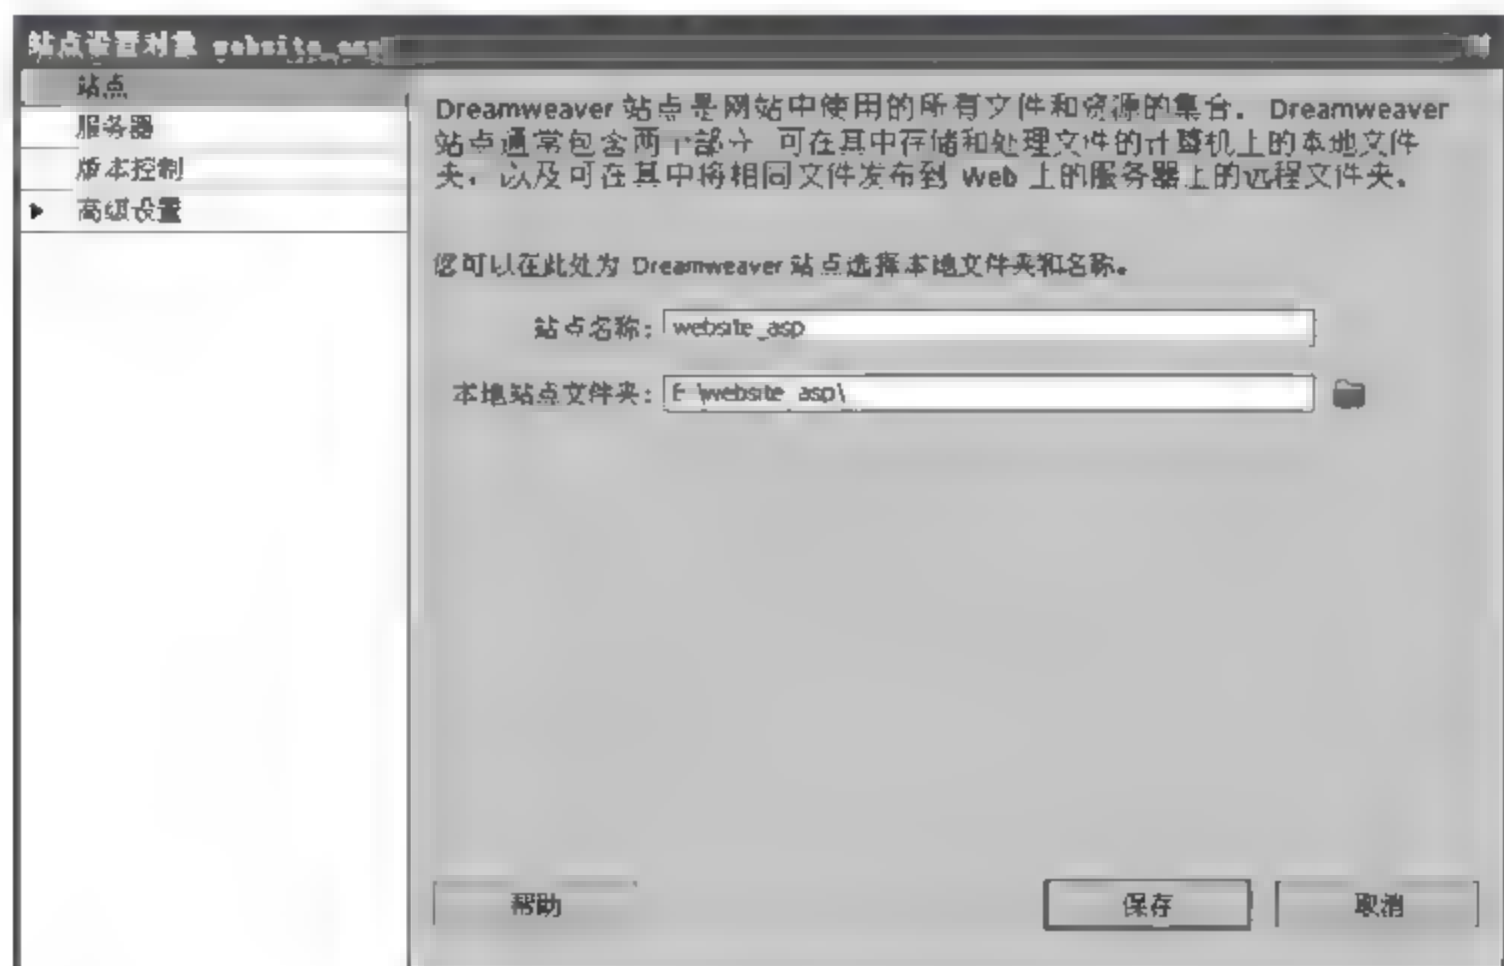 站点设置对象 website_asp
站点
服务器
版本控制
高级设置
Dreamweaver 站点是网站中使用的所有文件和资源的集合。 Dreamweaver
站点通常包含两个部分 可在其中存储和处理文件的计算机上的本地文件
夹，以及可在其中将相同文件发布到 Web 上的服务器上的远程文件夹。
您可以在此处为 Dreamweaver 站点选择本地文件夹和名称。
站点名称: website_asp
本地站点文件夹: website_asp\
帮助
保存
取消